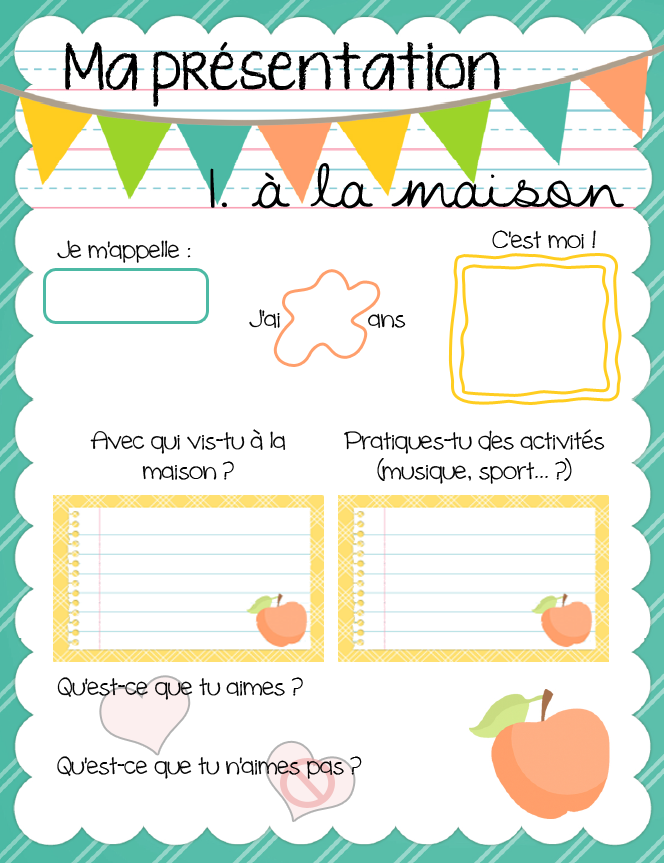 Ma présentation
1. à la maison
Je m'appelle :
C'est moi !
J'ai ans
Avec qui vis-tu à la
maison ?
Pratiques-tu des activités
(musique, sport... ?)
Qu'est-ce que tu aimes ?
Qu'est-ce que tu n'aimes pas ?